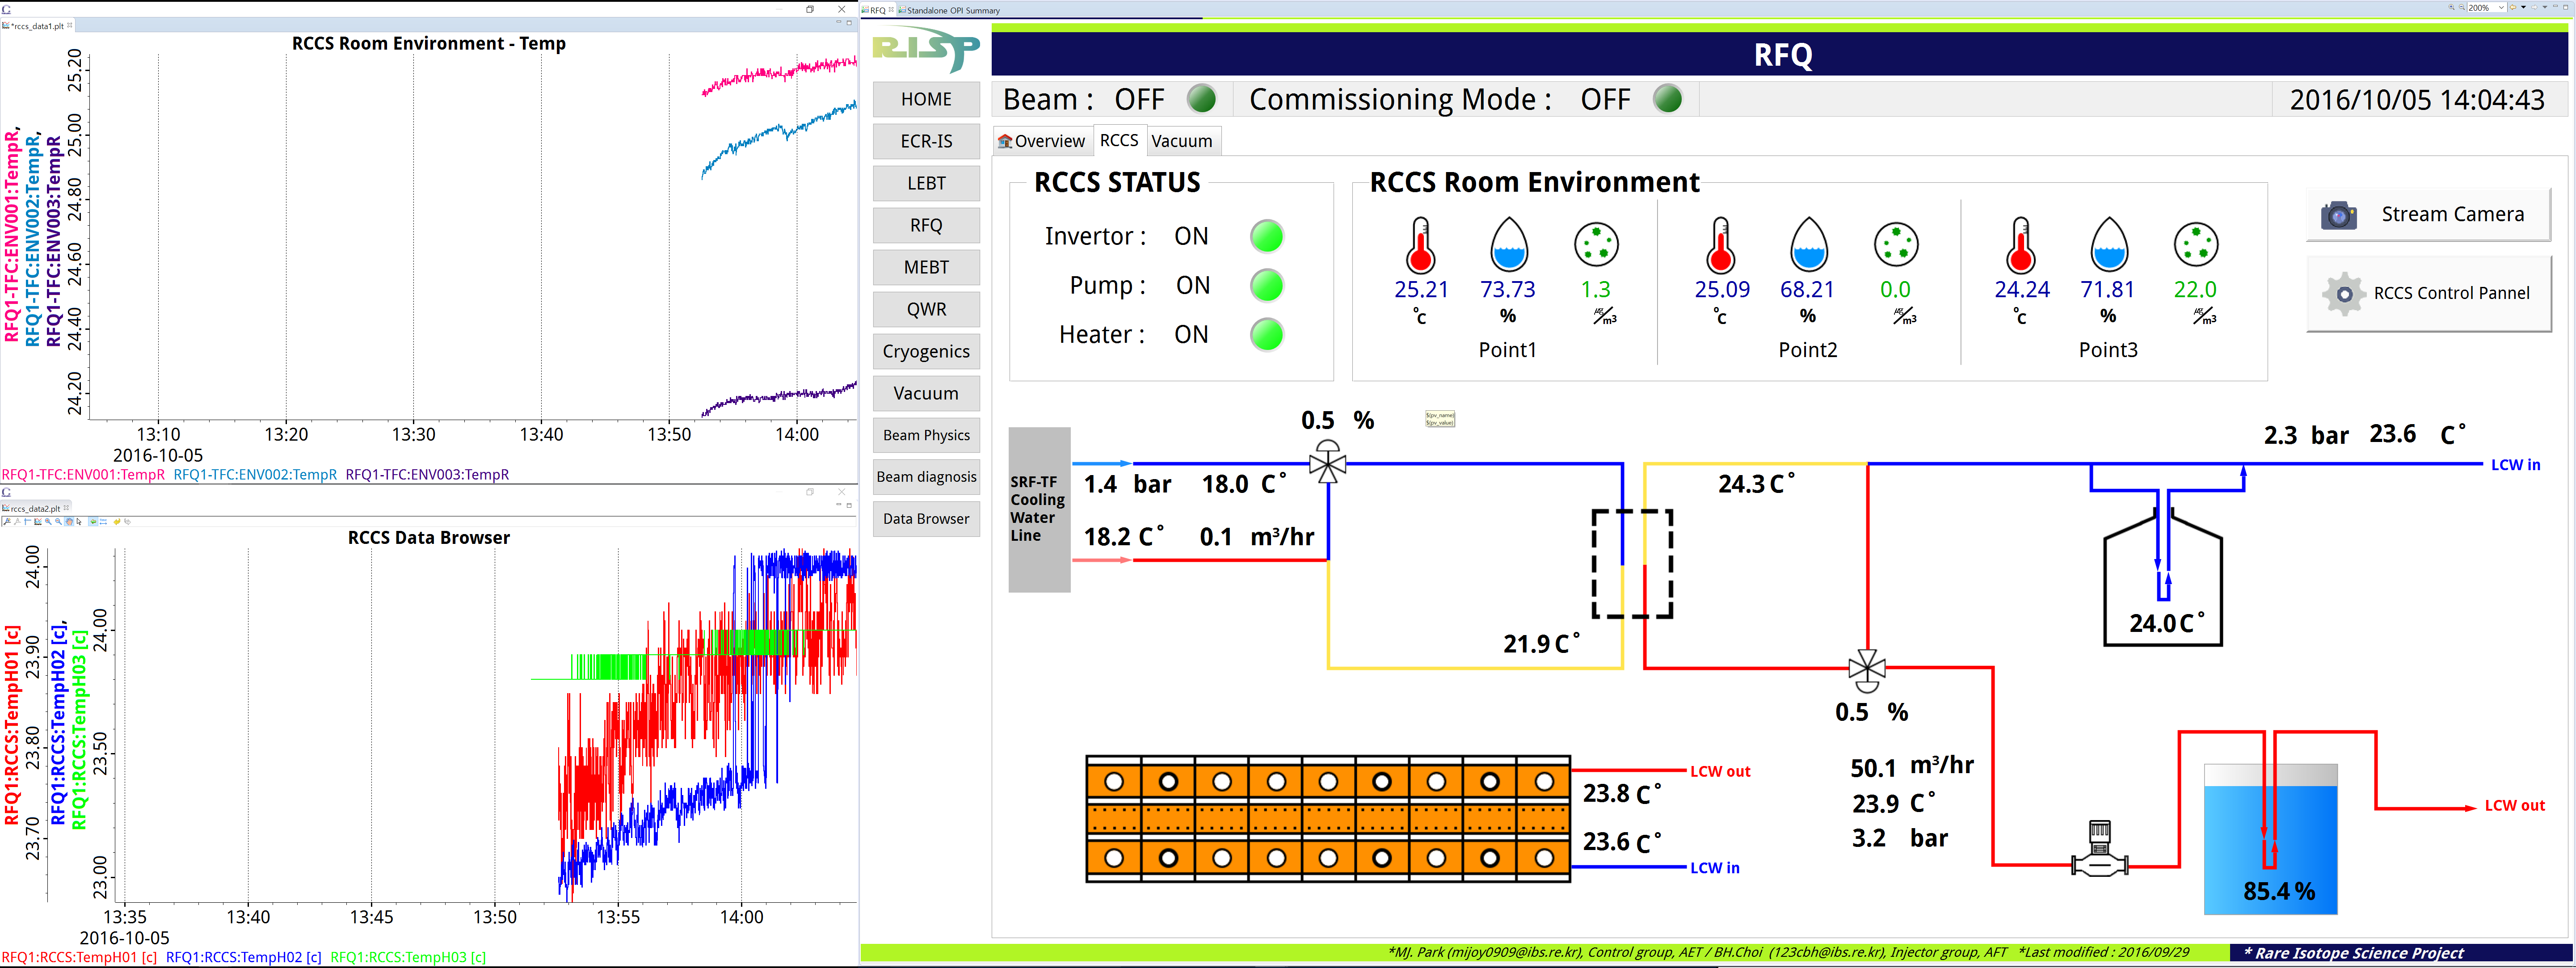 *rccs_data1.plt
RCCS Room Environment - Temp
RFQ1-TFC:ENV001:TempR,
RFQ1-TFC:ENV002:TempR,
RFQ1-TFC:ENV003:TempR
25.20
25.00
24.80
24.60
24.40
24.20
13:10 13:20 13:30 13:40 13:50 14:00
2016-10-05
RFQ1-TFC:ENV001:TempR RFQ1-TFC:ENV002:TempR RFQ1-TFC:ENV003:TempR
rccs_data2.plt
RCCS Data Browser
RFQ1:RCCS:TempH01 [c]
24.00
23.90
23.80
23.70
RFQ1:RCCS:TempH02 [c],
RFQ1:RCCS:TempH03 [c]
24.00
23.50
23.00
13:35 13:40 13:45 13:50 13:55 14:00
2016-10-05
RFQ1:RCCS:TempH01 [c] RFQ1:RCCS:TempH02 [c] RFQ1:RCCS:TempH03 [c]
RFQ Standalone OPI Summary
200%
RISP
RFQ
HOME
ECR-IS
LEBT
RFQ
MEBT
QWR
Cryogenics
Vacuum
Beam Physics
Beam diagnosis
Data Browser
Beam : OFF Commissioning Mode : OFF 2016/10/05 14:04:43
Overview RCCS Vacuum
RCCS STATUS
Invertor : ON
Pump : ON
Heater : ON
RCCS Room Environment
25.21 73.73 1.3 25.09 68.21 0.0 24.24 71.81 22.0
°C % m3 °C % m3 °C % m3
Point1 Point2 Point3
Stream Camera
RCCS Control Pannel
0.5 %
$(pv_name)
$(pv_value)
2.3 bar 23.6 C°
LCW in
SRF-TF
Cooling
Water
Line
1.4 bar 18.0 C°
18.2 C° 0.1 m³/hr
24.3 C°
21.9 C°
24.0 C°
0.5 %
LCW out
23.8 C°
23.6 C°
LCW in
50.1 m³/hr
23.9 C°
3.2 bar
LCW out
85.4 %
*MJ. Park (mijoy0909@ibs.re.kr), Control group, AET / BH.Choi (123cbh@ibs.re.kr), Injector group, AFT *Last modified : 2016/09/29
* Rare Isotope Science Project